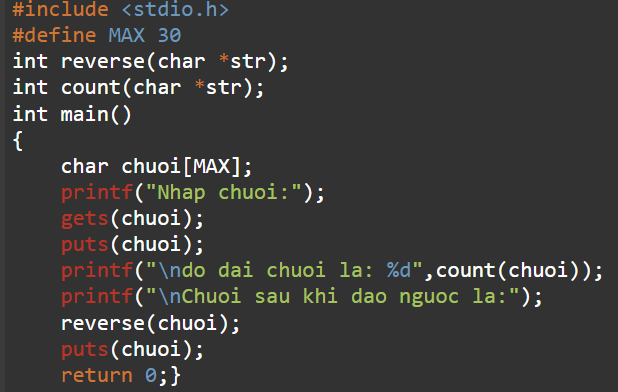 #include <stdio.h>
#define MAX 30
int reverse(char *str);
int count(char *str);
int main()
{
    char chuoi[MAX];
    printf("Nhap chuoi:");
    gets(chuoi);
    puts(chuoi);
    printf("\ndo dai chuoi la: %d",count(chuoi));
    printf("\nChuoi sau khi dao nguoc la:");
    reverse(chuoi);
    puts(chuoi);
    return 0;}